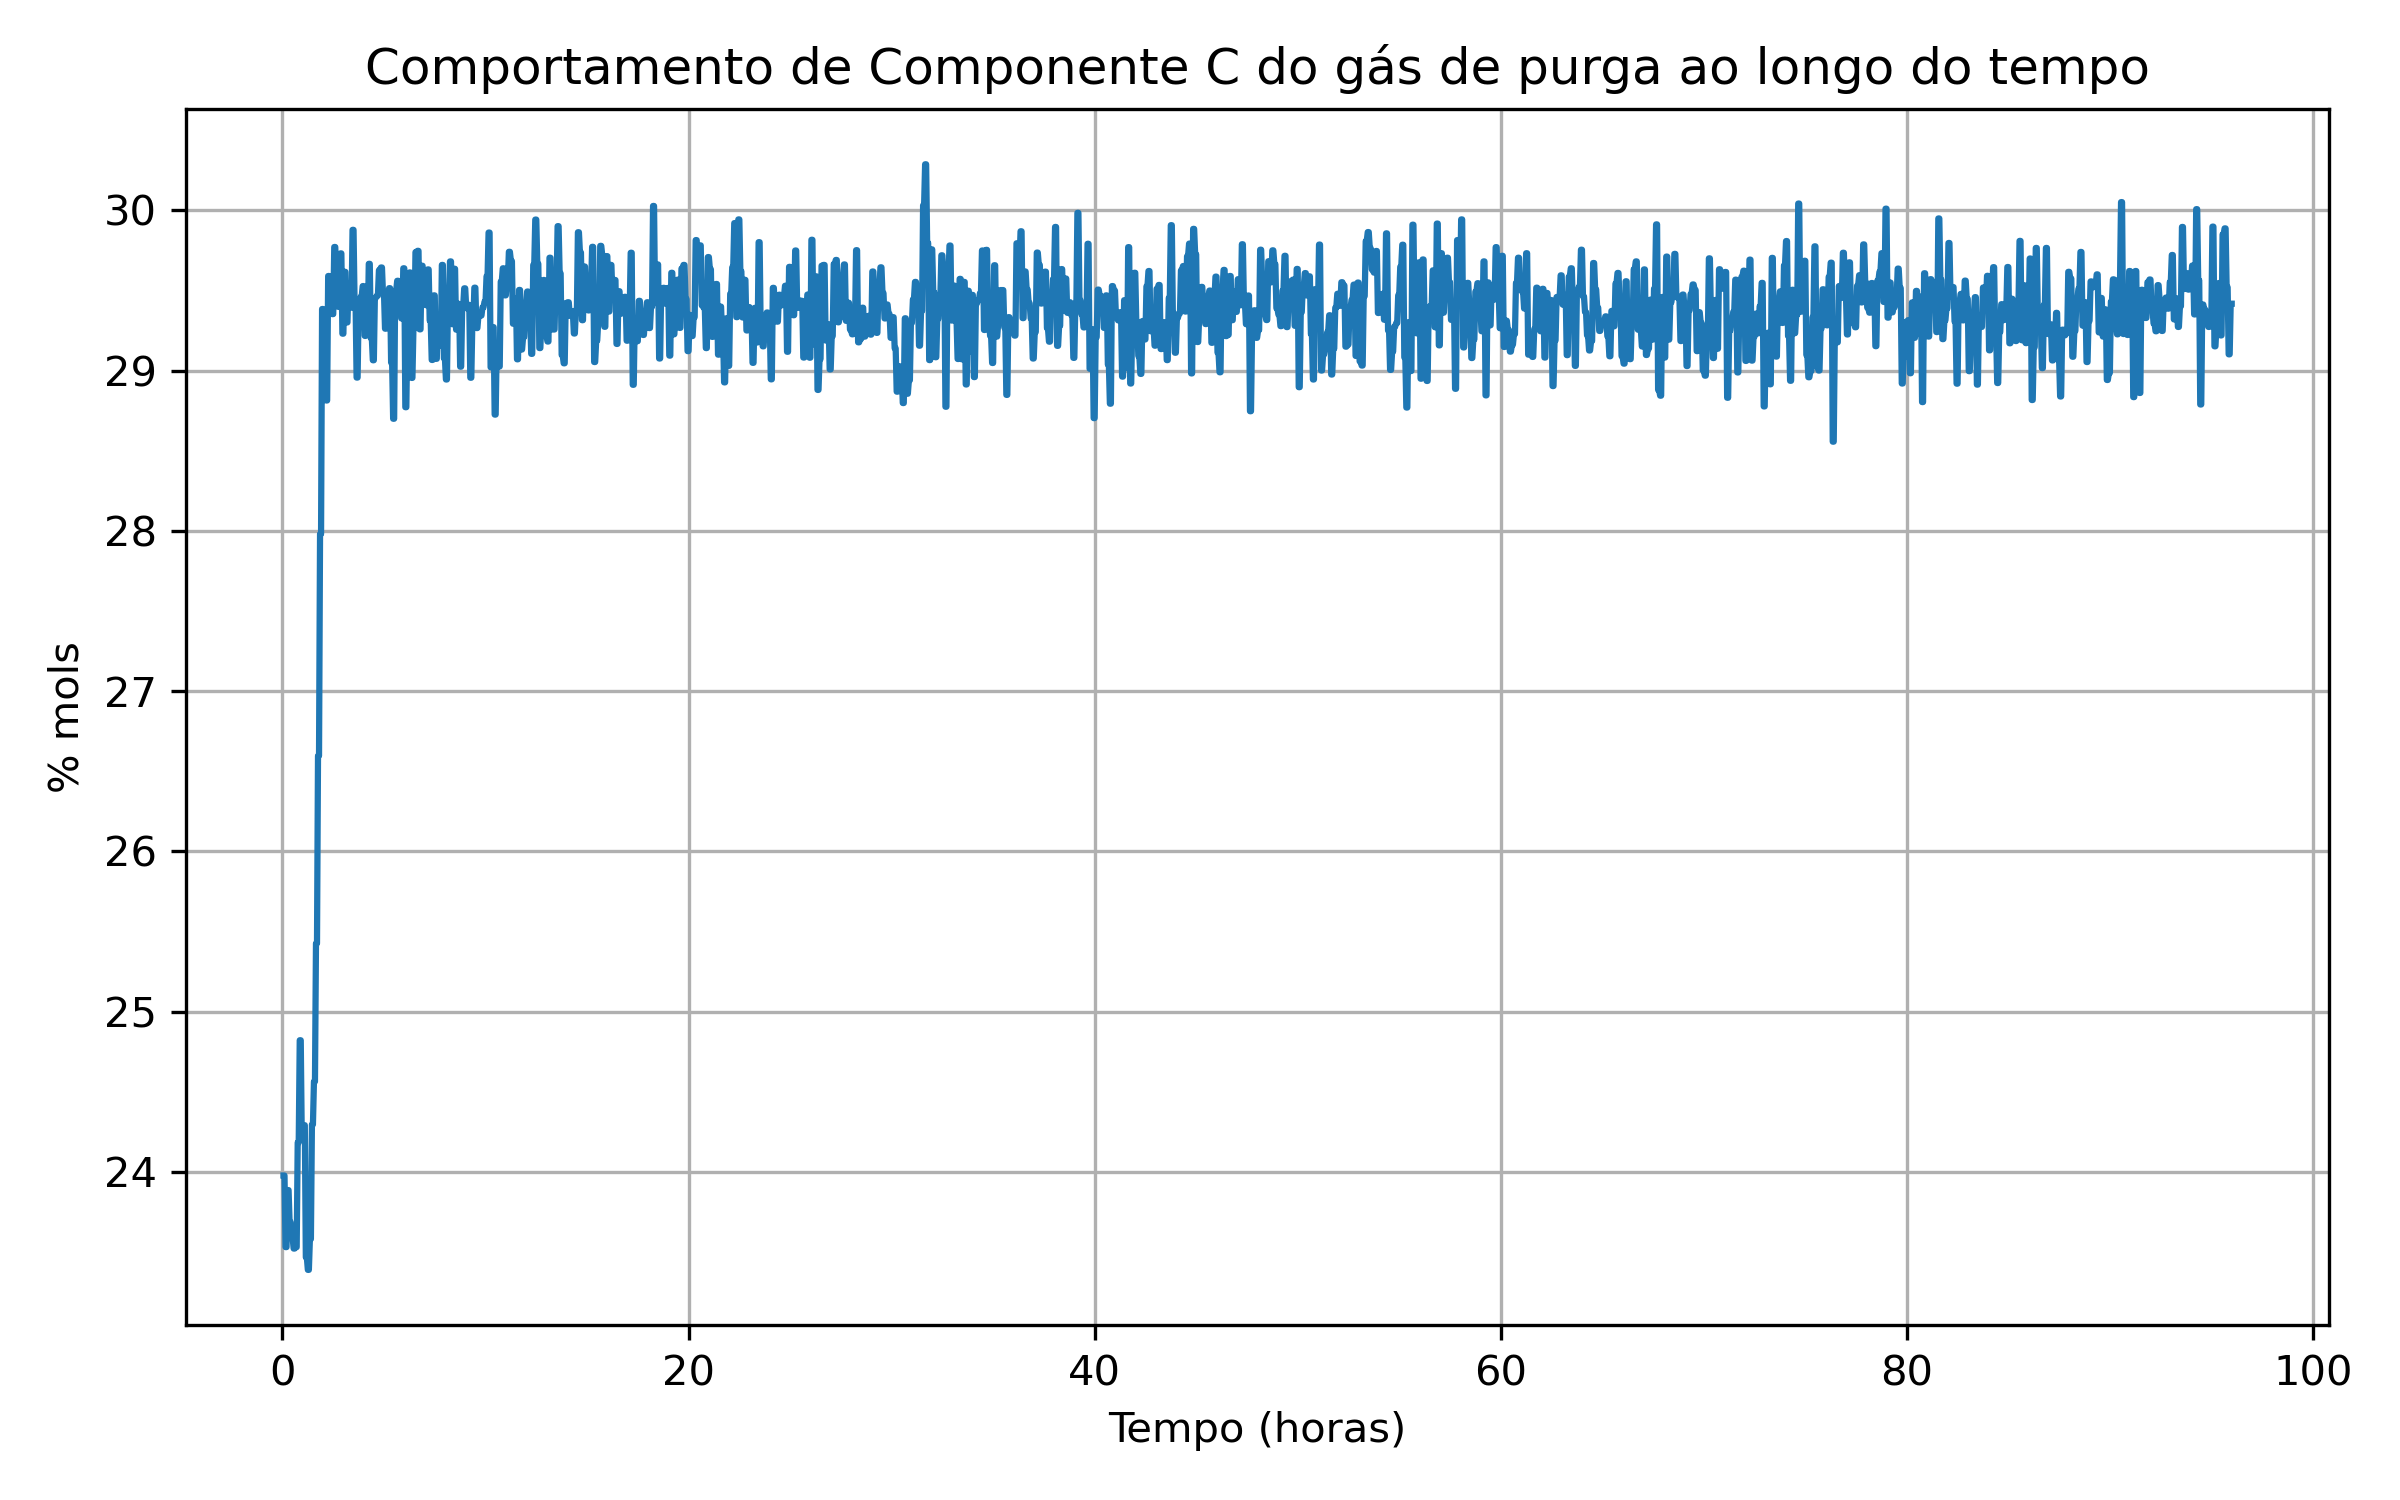 Comportamento de Componente C do gás de purga ao longo do tempo
30
29
28
27
26
25
24
% mols
0 20 40 60 80 100
Tempo (horas)